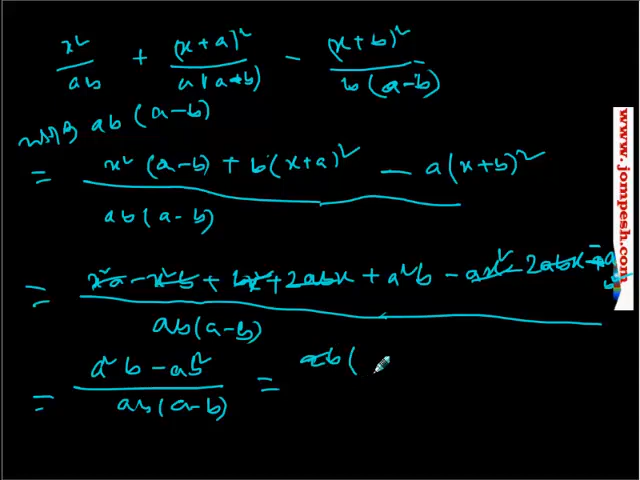 x²/ab + (x+a)²/a(a-b) - (x+b)²/b(a-b)
ab (a-b)
= x² (a-b) + b(x+a)² - a(x+b)² / ab(a-b)
= x²a - x²b + bx² + 2abx + a²b - ax² - 2abx - ab² / ab(a-b)
= a²b - ab² / ab(a-b) = ab(
www.jompesh.com